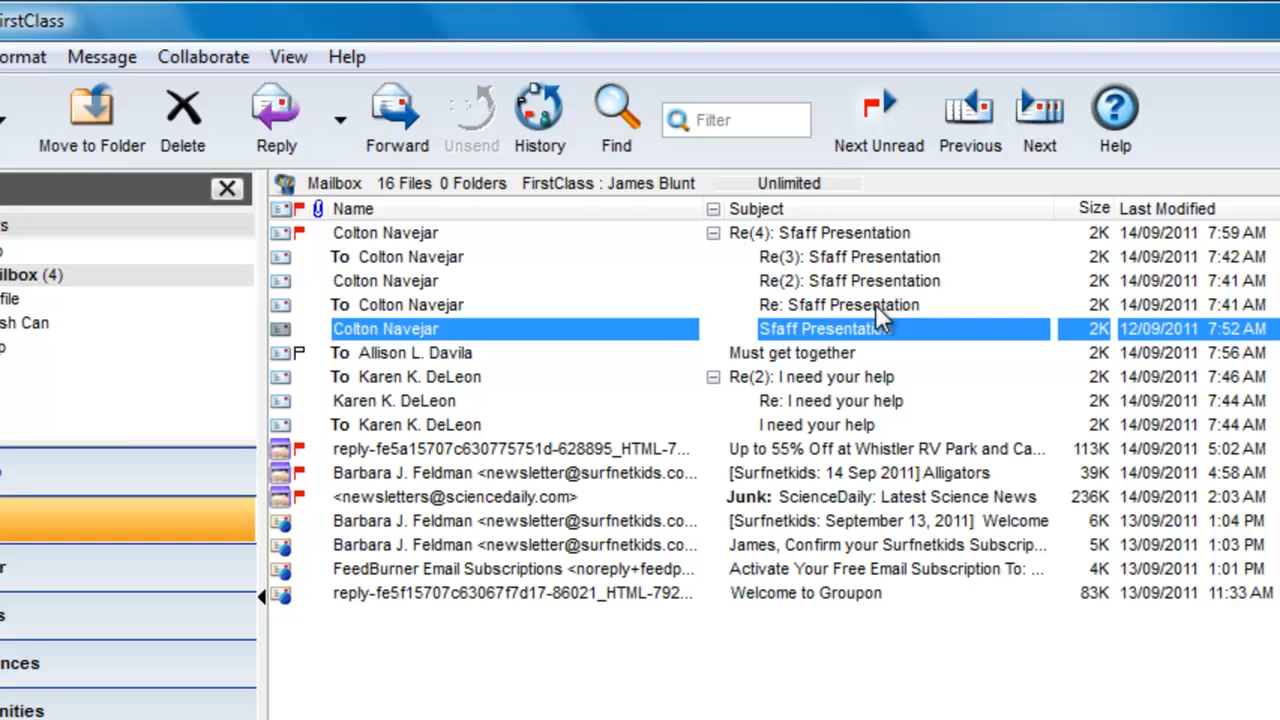 irstClass
ormat Message Collaborate View Help
Move to Folder Delete Reply Forward Unsend History Find Filter Next Unread Previous Next Help
Mailbox 16 Files 0 Folders FirstClass : James Blunt Unlimited
Name Subject Size Last Modified
Colton Navejar Re(4): Sfaff Presentation 2K 14/09/2011 7:59 AM
To Colton Navejar Re(3): Sfaff Presentation 2K 14/09/2011 7:42 AM
Colton Navejar Re(2): Sfaff Presentation 2K 14/09/2011 7:41 AM
To Colton Navejar Re: Sfaff Presentation 2K 14/09/2011 7:41 AM
Colton Navejar Sfaff Presentation 2K 12/09/2011 7:52 AM
To Allison L. Davila Must get together 2K 14/09/2011 7:56 AM
To Karen K. DeLeon Re(2): I need your help 2K 14/09/2011 7:46 AM
Karen K. DeLeon Re: I need your help 2K 14/09/2011 7:44 AM
To Karen K. DeLeon I need your help 2K 14/09/2011 7:44 AM
reply-fe5a15707c630775751d-628895_HTML-7... Up to 55% Off at Whistler RV Park and Ca... 113K 14/09/2011 5:02 AM
Barbara J. Feldman <newsletter@surfnetkids.co... [Surfnetkids: 14 Sep 2011] Alligators 39K 14/09/2011 4:58 AM
<newsletters@sciencedaily.com> Junk: ScienceDaily: Latest Science News 236K 14/09/2011 2:03 AM
Barbara J. Feldman <newsletter@surfnetkids.co... [Surfnetkids: September 13, 2011] Welcome 6K 13/09/2011 1:04 PM
Barbara J. Feldman <newsletter@surfnetkids.co... James, Confirm your Surfnetkids Subscrip... 5K 13/09/2011 1:03 PM
FeedBurner Email Subscriptions <noreply+feedp... Activate Your Free Email Subscription To: ... 4K 13/09/2011 1:01 PM
reply-fe5f15707c63067f7d17-86021_HTML-792... Welcome to Groupon 83K 13/09/2011 11:33 AM
s
ilbox (4)
file
sh Can
p
r
s
nces
nities